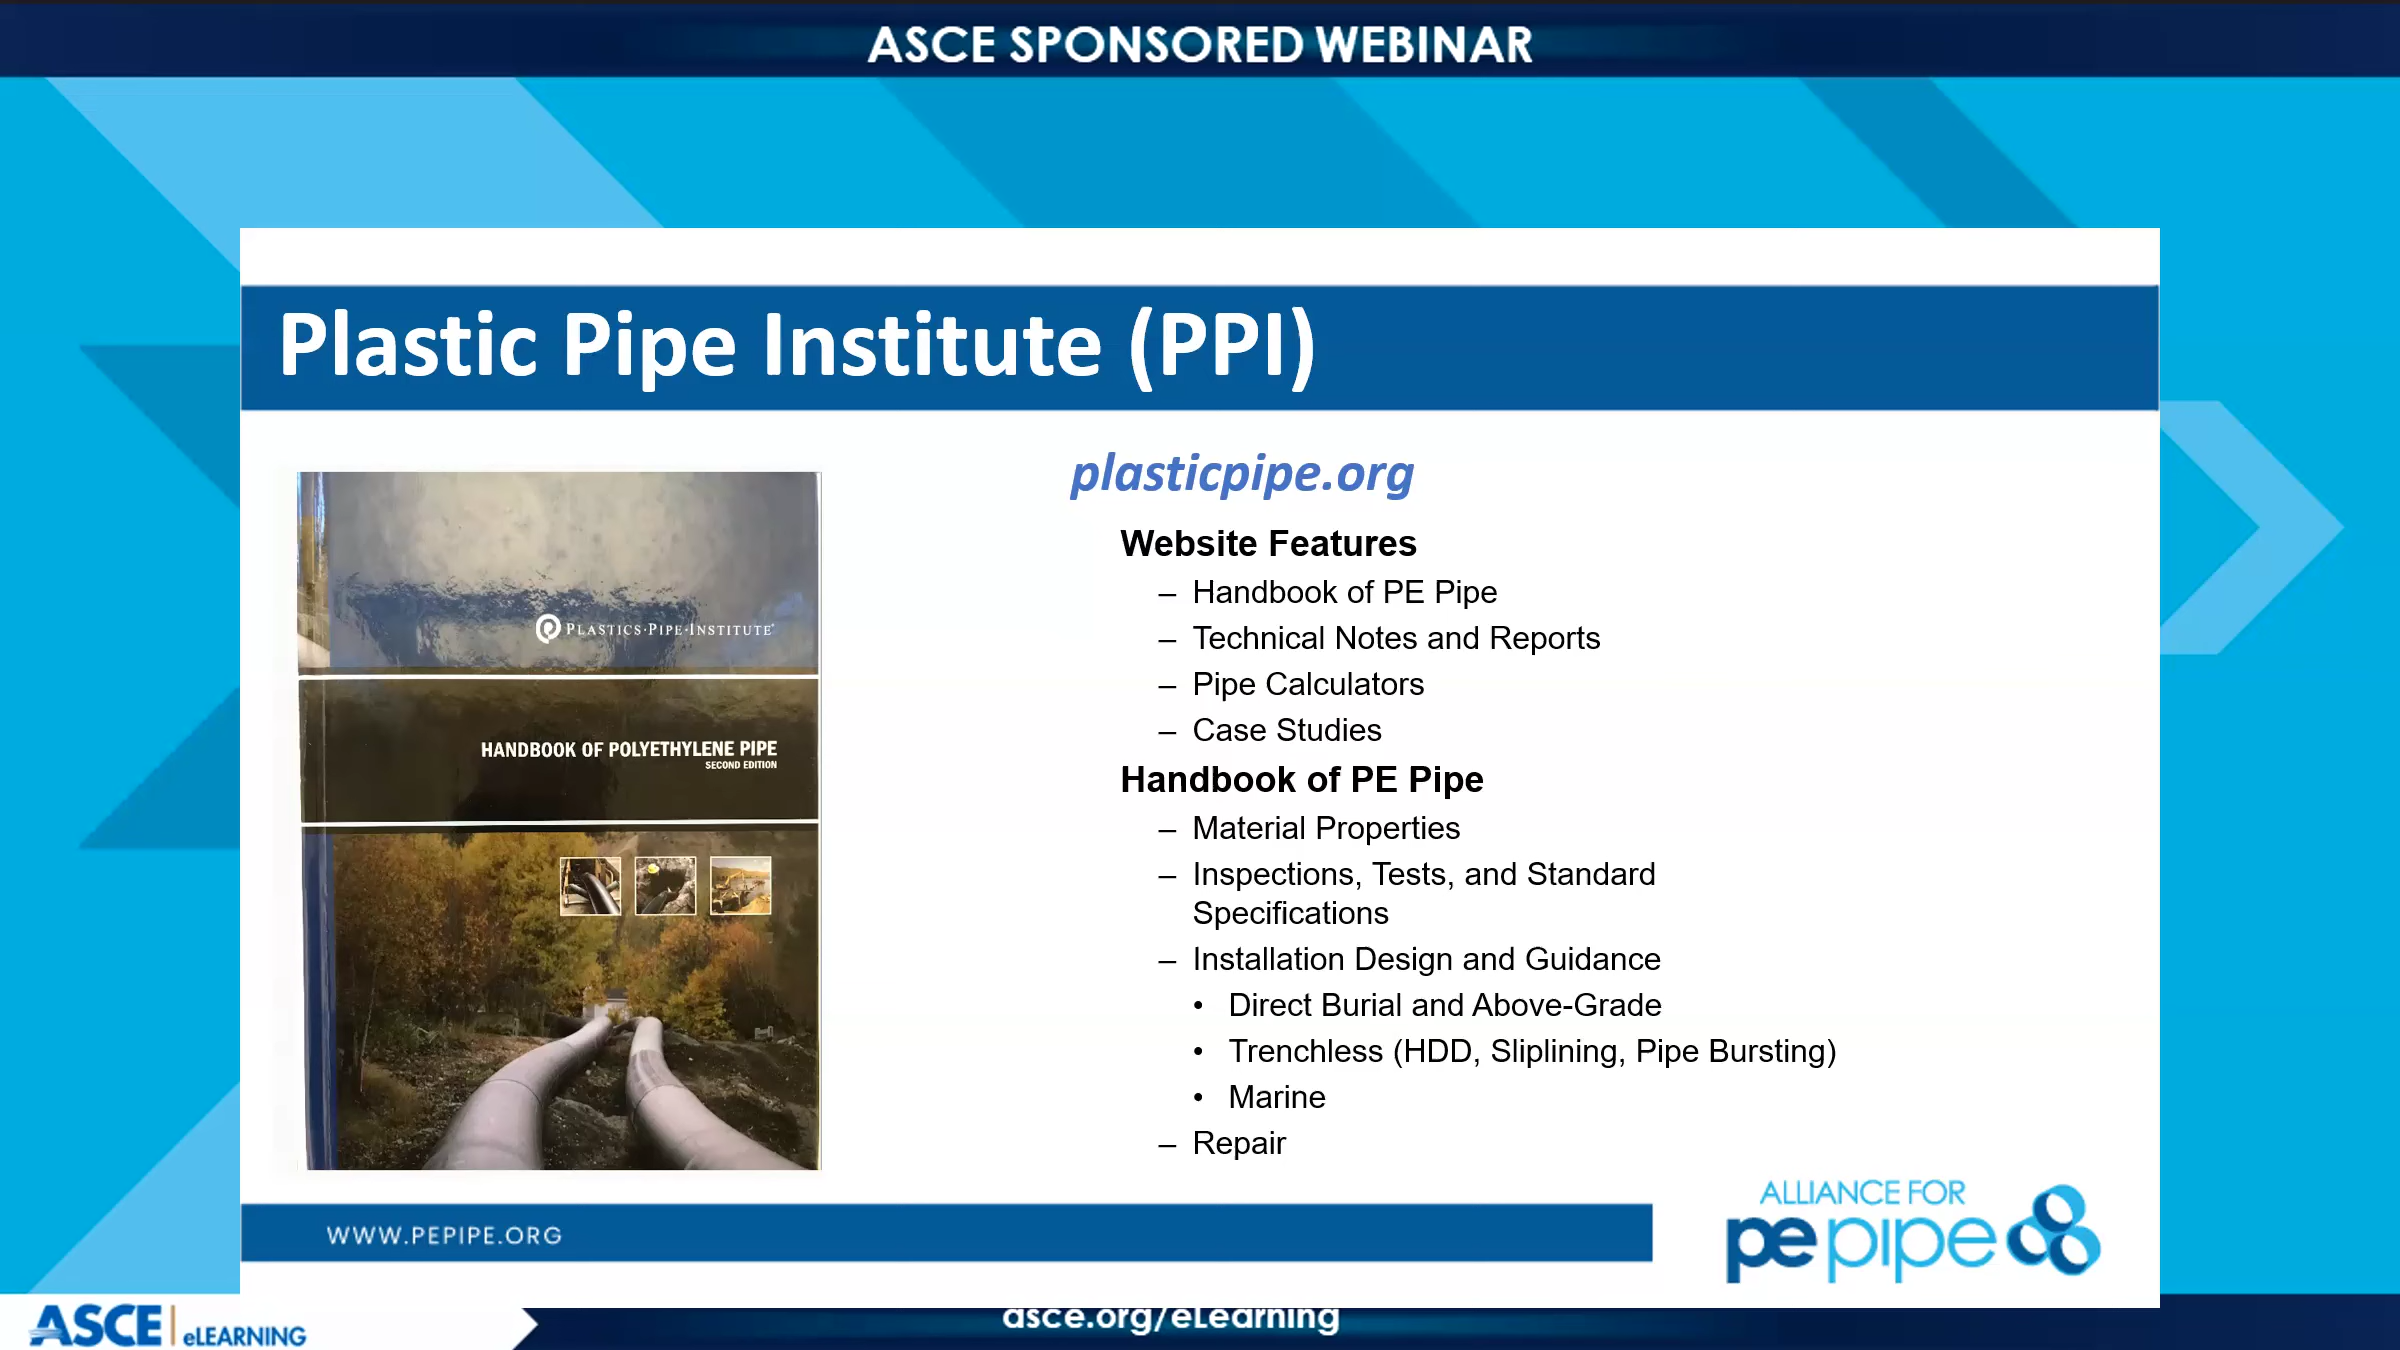 ASCE SPONSORED WEBINAR
Plastic Pipe Institute (PPI)
PLASTICS·PIPE·INSTITUTE
HANDBOOK OF POLYETHYLENE PIPE
SECOND EDITION
plasticpipe.org
Website Features
– Handbook of PE Pipe
– Technical Notes and Reports
– Pipe Calculators
– Case Studies
Handbook of PE Pipe
– Material Properties
– Inspections, Tests, and Standard
Specifications
– Installation Design and Guidance
• Direct Burial and Above-Grade
• Trenchless (HDD, Sliplining, Pipe Bursting)
• Marine
– Repair
WWW.PEPIPE.ORG
ALLIANCE FOR
pepipe
ASCE | eLEARNING
asce.org/eLearning